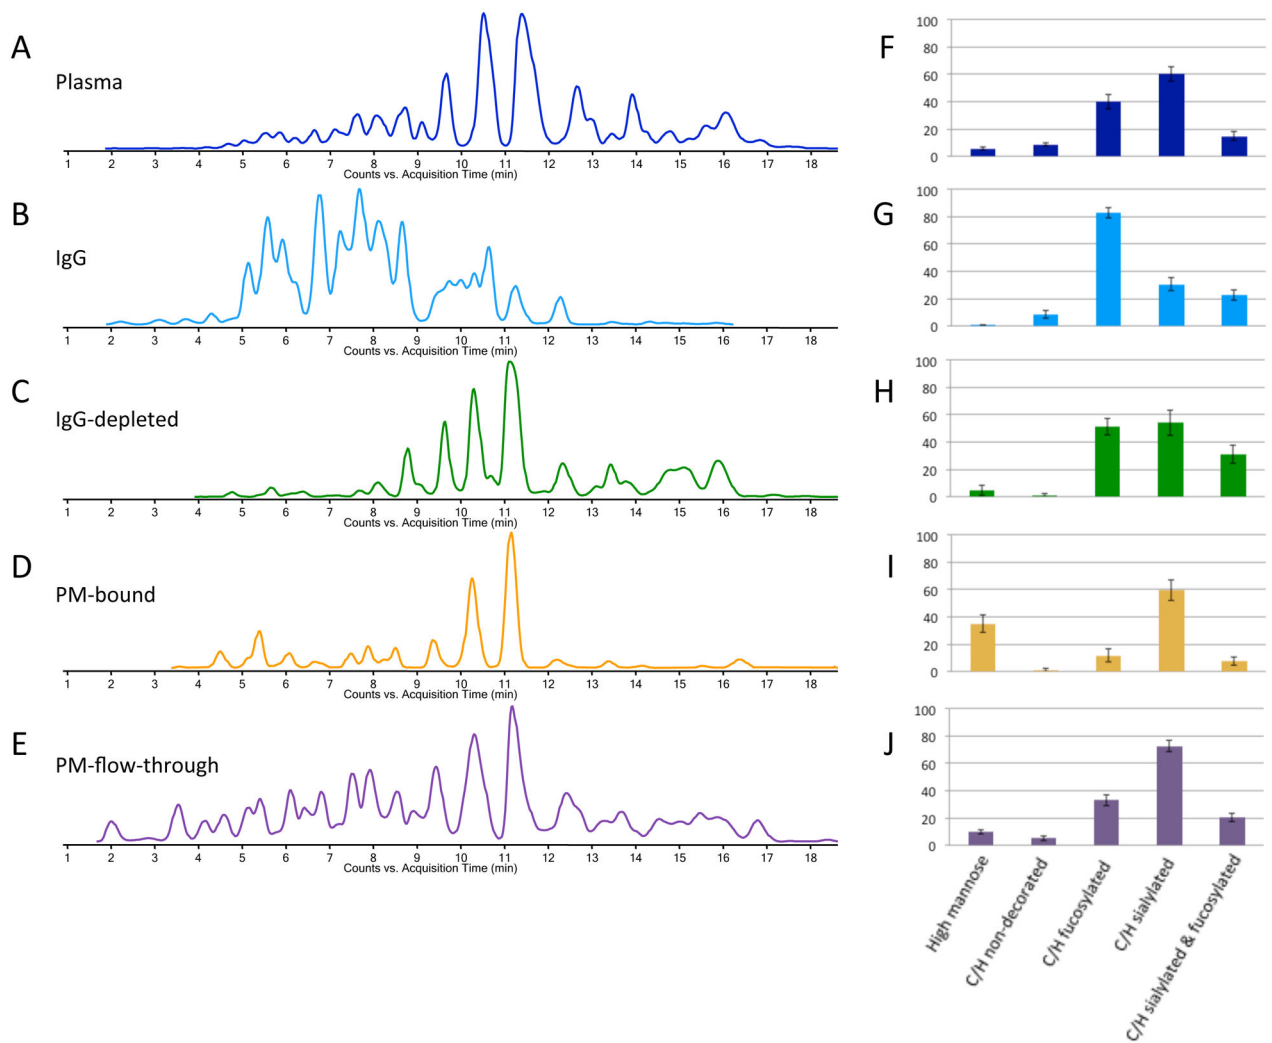 A
Plasma
1 2 3 4 5 6 7 8 9 10 11 12 13 14 15 16 17 18
Counts vs. Acquisition Time (min)
F
100
80
60
40
20
0
B
IgG
1 2 3 4 5 6 7 8 9 10 11 12 13 14 15 16 17 18
Counts vs. Acquisition Time (min)
G
100
80
60
40
20
0
C
IgG-depleted
1 2 3 4 5 6 7 8 9 10 11 12 13 14 15 16 17 18
Counts vs. Acquisition Time (min)
H
100
80
60
40
20
0
D
PM-bound
1 2 3 4 5 6 7 8 9 10 11 12 13 14 15 16 17 18
Counts vs. Acquisition Time (min)
I
100
80
60
40
20
0
E
PM-flow-through
1 2 3 4 5 6 7 8 9 10 11 12 13 14 15 16 17 18
Counts vs. Acquisition Time (min)
J
100
80
60
40
20
0
High mannose
C/H non-decorated
C/H fucosylated
C/H sialylated
C/H sialylated & fucosylated